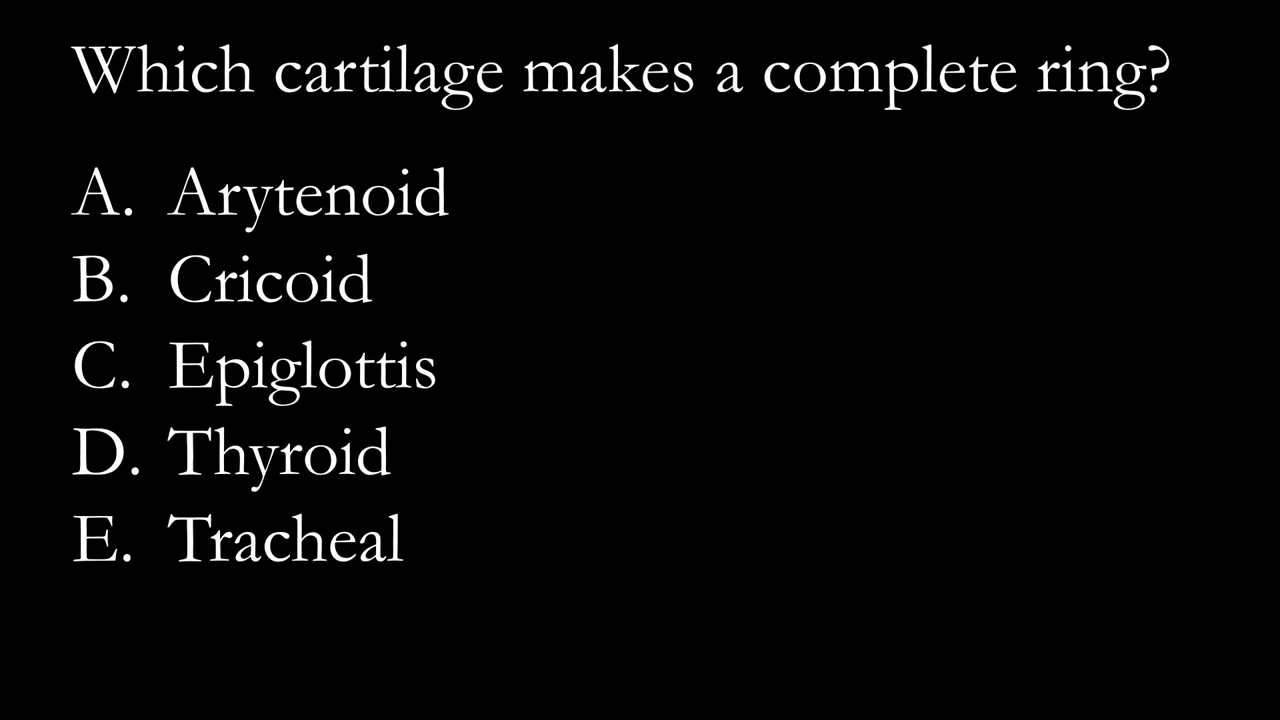 Which cartilage makes a complete ring?
A. Arytenoid
B. Cricoid
C. Epiglottis
D. Thyroid
E. Tracheal